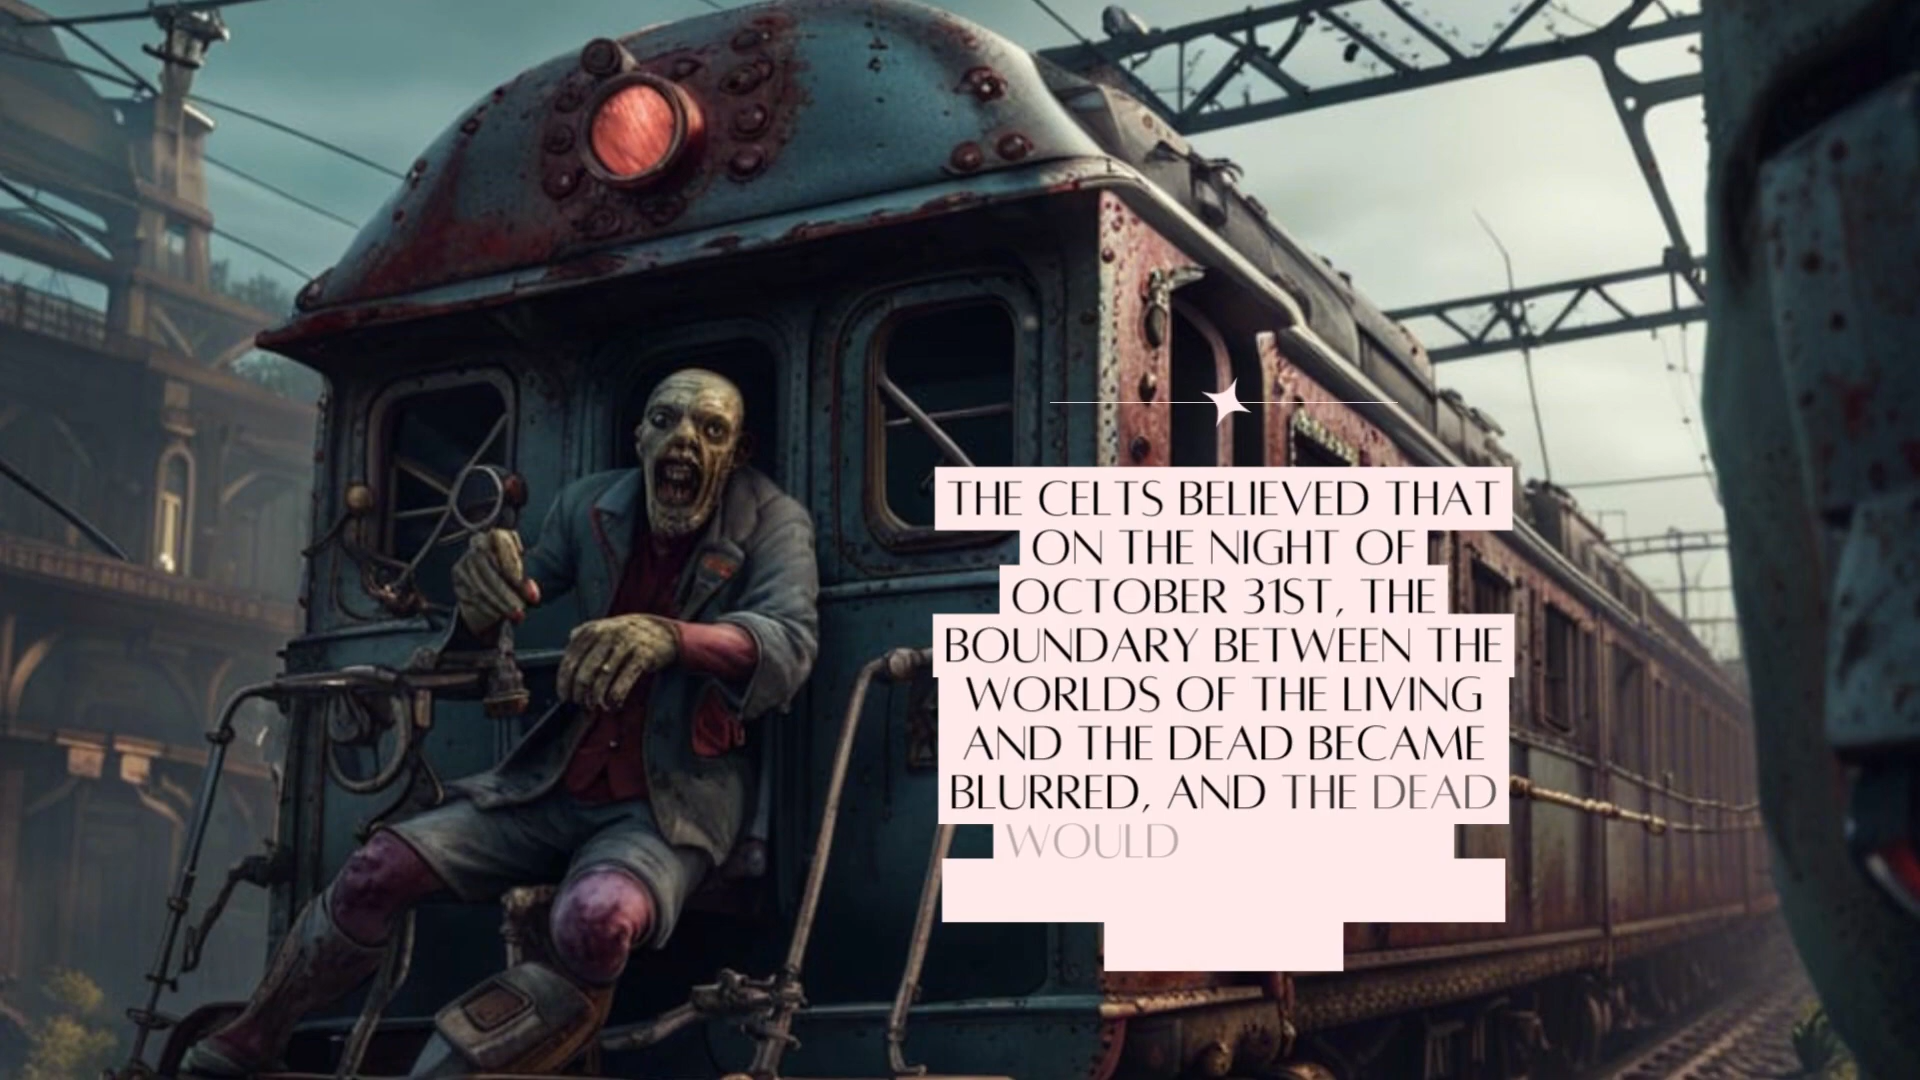 THE CELTS BELIEVED THAT
ON THE NIGHT OF
OCTOBER 31ST, THE
BOUNDARY BETWEEN THE
WORLDS OF THE LIVING
AND THE DEAD BECAME
BLURRED, AND THE DEAD
WOULD